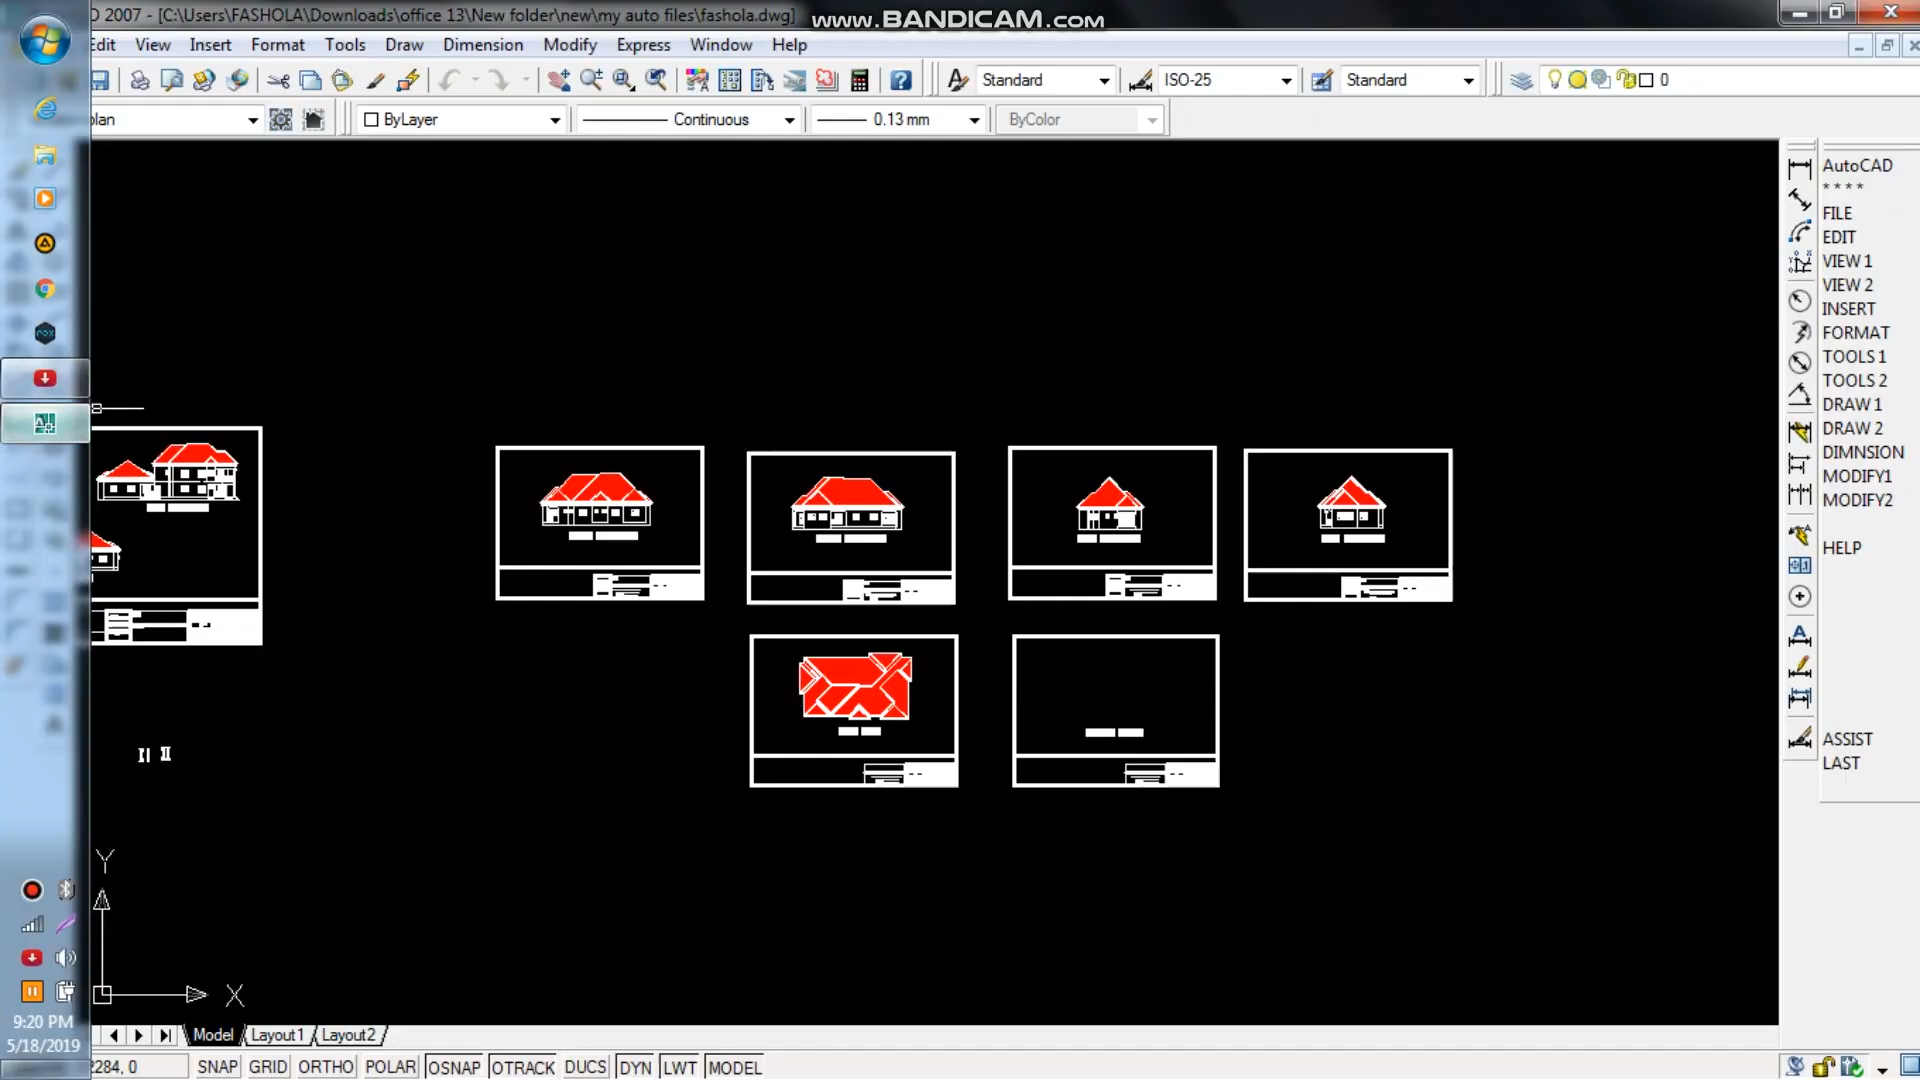 D 2007 - [C:\Users\FASHOLA\Downloads\office 13\New folder\new\my auto files\fashola.dwg]
www.BANDICAM.com
Edit View Insert Format Tools Draw Dimension Modify Express Window Help
Standard ISO-25 Standard 0
plan ByLayer Continuous 0.13 mm ByColor
AutoCAD
* * * *
FILE
EDIT
VIEW 1
VIEW 2
INSERT
FORMAT
TOOLS 1
TOOLS 2
DRAW 1
DRAW 2
DIMNSION
MODIFY1
MODIFY2
HELP
ASSIST
LAST
Y
X
9:20 PM
5/18/2019
Model Layout1 Layout2
2284, 0 SNAP GRID ORTHO POLAR OSNAP OTRACK DUCS DYN LWT MODEL